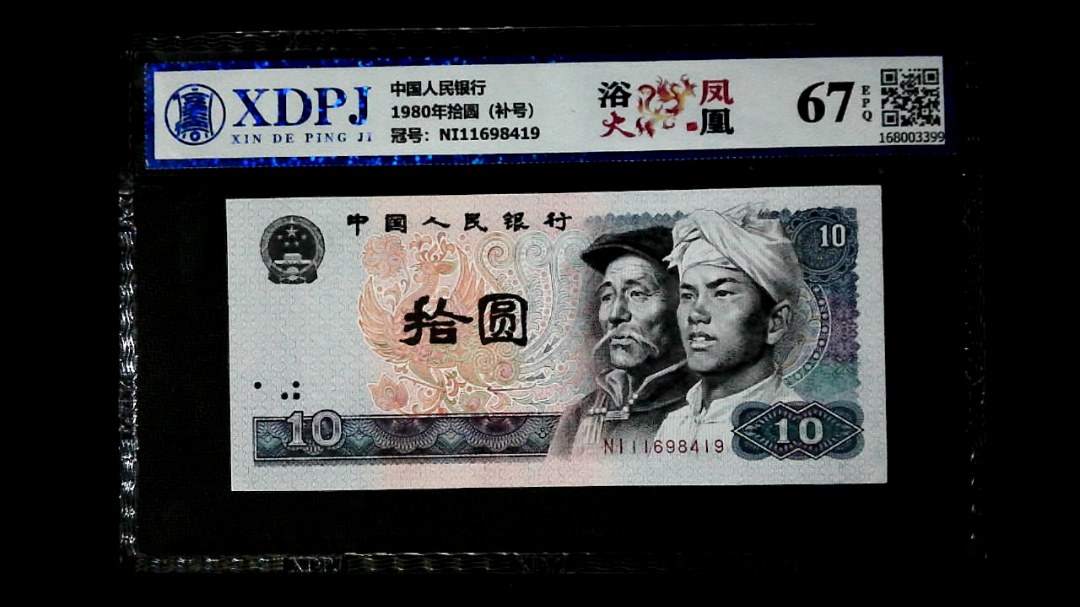 XDPJ
XIN DE PING JI
中国人民银行
1980年拾圆（补号）
冠号：NI11698419
浴火
凤凰
67
EPQ
168003399
中国人民银行
10
拾圆
10
NI11698419
10
XDPJ